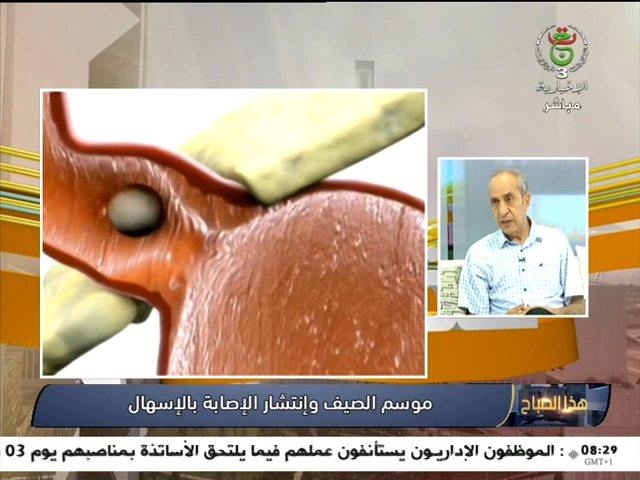 3
الإخبارية
مباشر
موسم الصيف وإنتشار الإصابة بالإسهال
هذا الصباح
: الموظفون الإداريـون يستأنفون عملهم فيما يلتحق الأساتذة بمناصبهم يوم 03
08:29
GMT+1